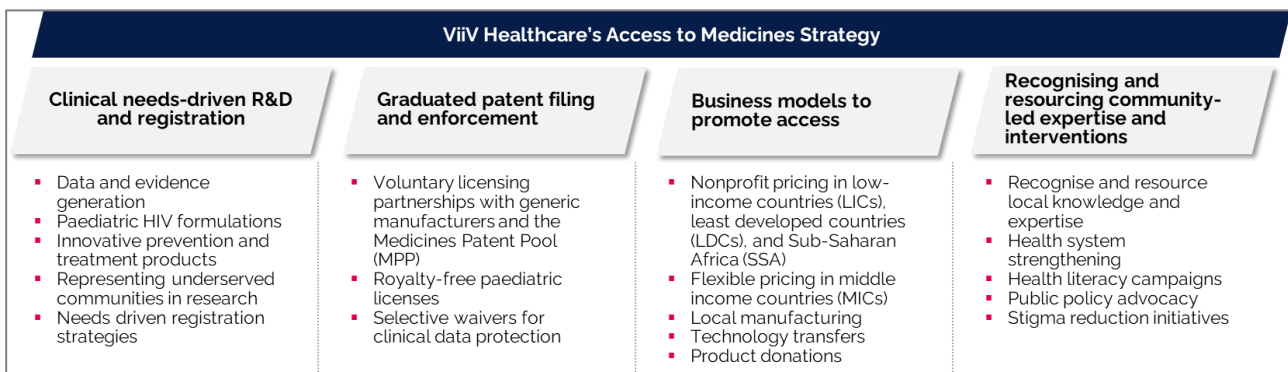 ViiV Healthcare's Access to Medicines Strategy
Clinical needs-driven R&D
and registration
▪ Data and evidence
generation
▪ Paediatric HIV formulations
▪ Innovative prevention and
treatment products
▪ Representing underserved
communities in research
▪ Needs driven registration
strategies
Graduated patent filing
and enforcement
▪ Voluntary licensing
partnerships with generic
manufacturers and the
Medicines Patent Pool
(MPP)
▪ Royalty-free paediatric
licenses
▪ Selective waivers for
clinical data protection
Business models to
promote access
▪ Nonprofit pricing in low-
income countries (LICs),
least developed countries
(LDCs), and Sub-Saharan
Africa (SSA)
▪ Flexible pricing in middle
income countries (MICs)
▪ Local manufacturing
▪ Technology transfers
▪ Product donations
Recognising and
resourcing community-
led expertise and
interventions
▪ Recognise and resource
local knowledge and
expertise
▪ Health system
strengthening
▪ Health literacy campaigns
▪ Public policy advocacy
▪ Stigma reduction initiatives